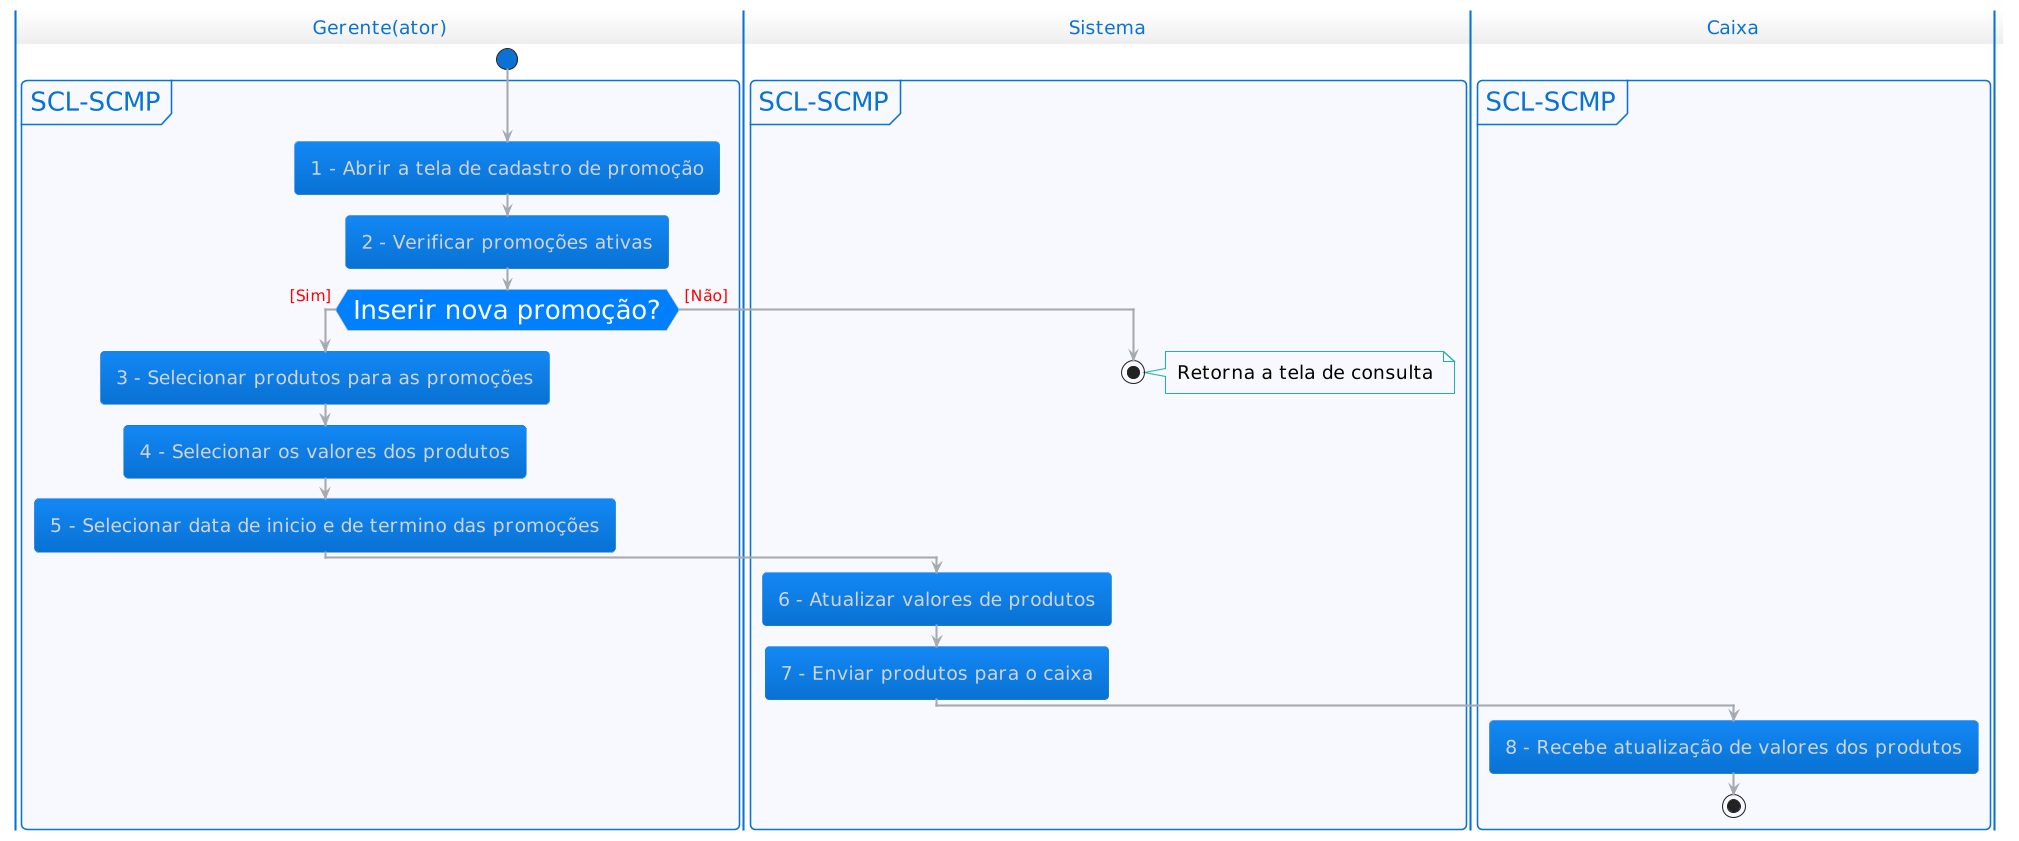 Gerente(ator)
Sistema
Caixa
SCL-SCMP
SCL-SCMP
SCL-SCMP
1 - Abrir a tela de cadastro de promoção
2 - Verificar promoções ativas
[Sim]
Inserir nova promoção?
[Não]
3 - Selecionar produtos para as promoções
Retorna a tela de consulta
4 - Selecionar os valores dos produtos
5 - Selecionar data de inicio e de termino das promoções
6 - Atualizar valores de produtos
7 - Enviar produtos para o caixa
8 - Recebe atualização de valores dos produtos